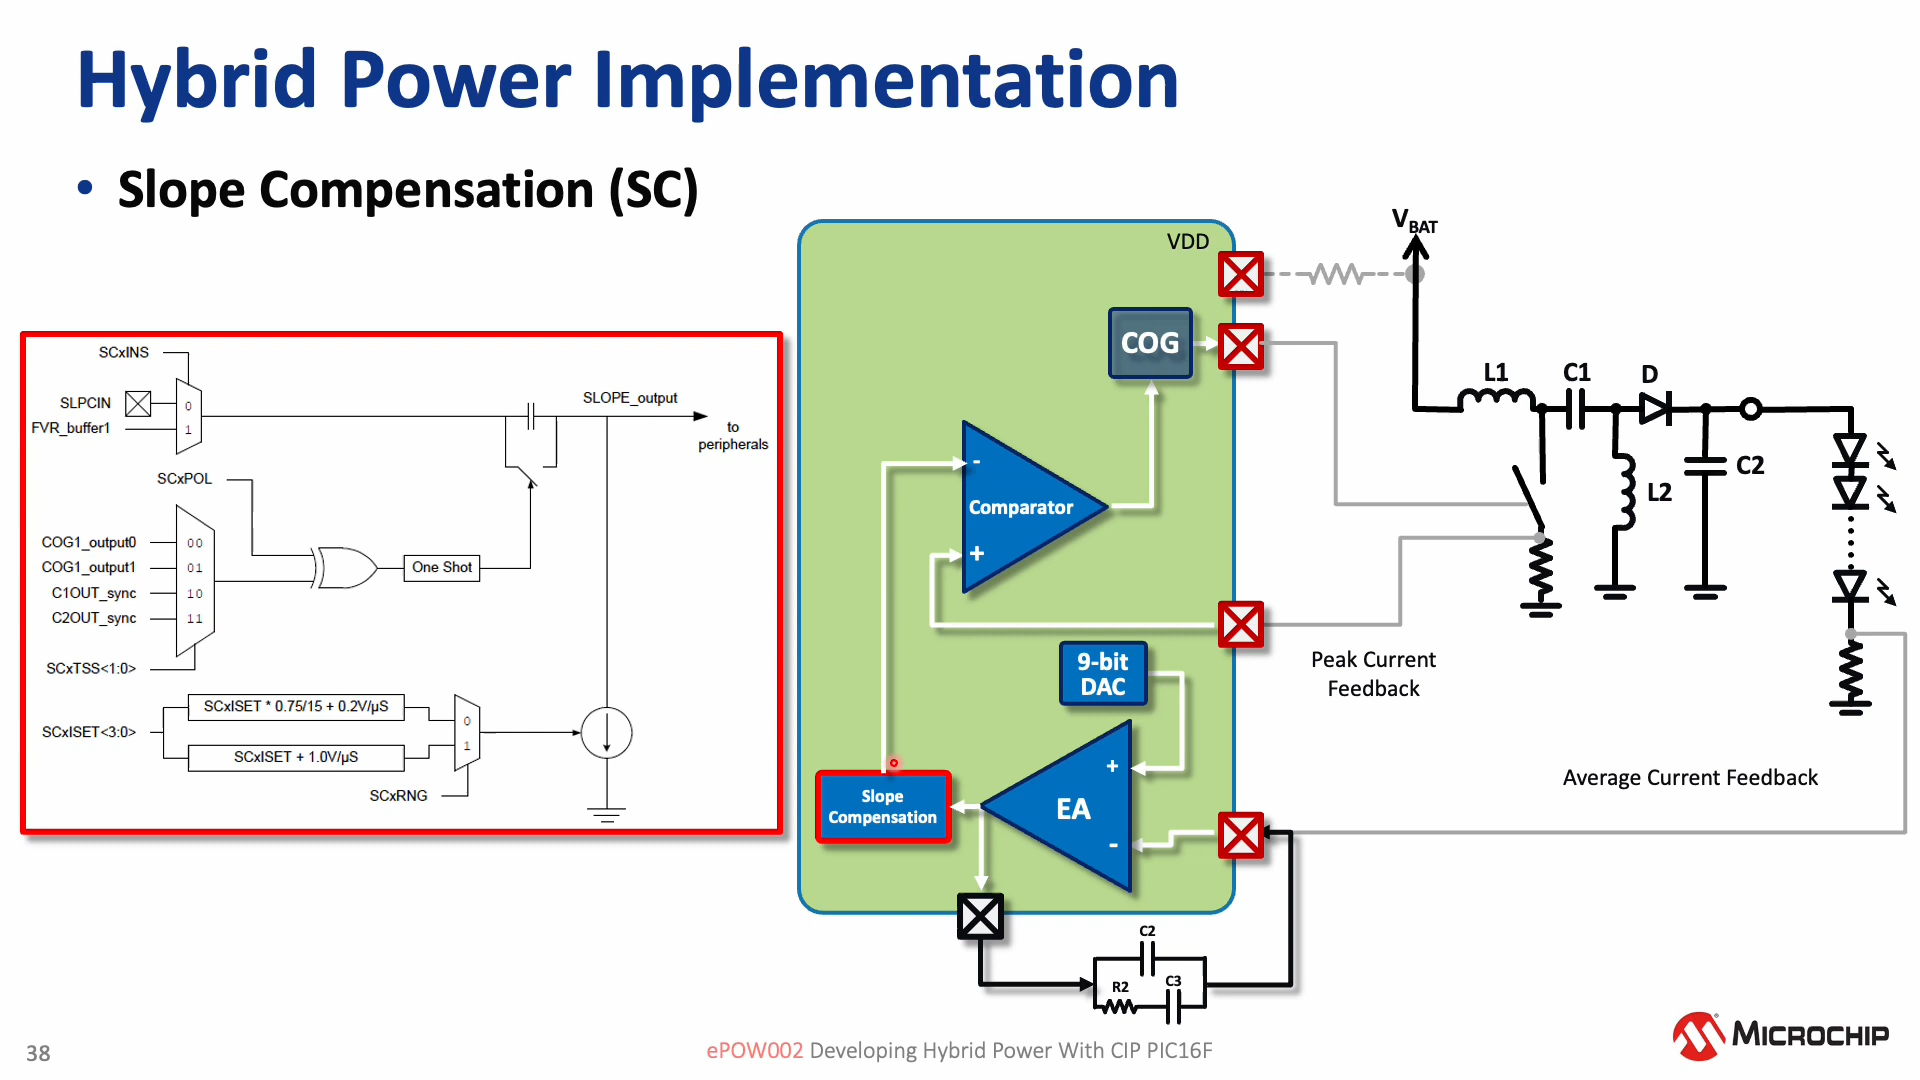 Hybrid Power Implementation
• Slope Compensation (SC)
SCxINS
SLPCIN
FVR_buffer1
0
1
SLOPE_output
to
peripherals
SCxPOL
COG1_output0
COG1_output1
C1OUT_sync
C2OUT_sync
00
01
10
11
One Shot
SCxTSS<1:0>
SCxISET<3:0>
SCxISET * 0.75/15 + 0.2V/µS
SCxISET + 1.0V/µS
0
1
SCxRNG
VDD
COG
-
Comparator
+
9-bit
DAC
+
EA
-
Slope
Compensation
C2
R2
C3
VBAT
L1
C1
D
L2
C2
Peak Current
Feedback
Average Current Feedback
38
ePOW002 Developing Hybrid Power With CIP PIC16F
MICROCHIP